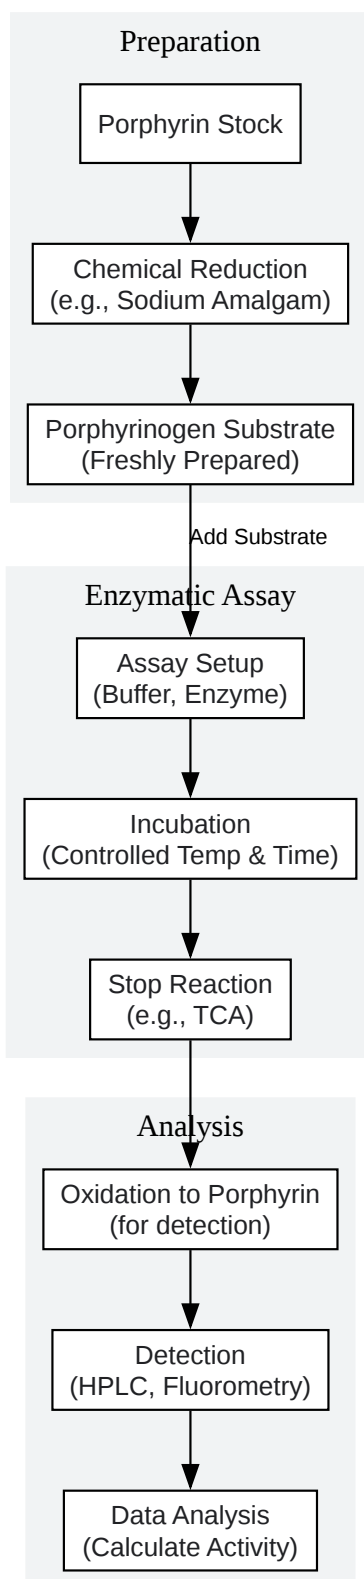 Preparation
Porphyrin Stock
Chemical Reduction
(e.g., Sodium Amalgam)
Porphyrinogen Substrate
(Freshly Prepared)
Add Substrate
Enzymatic Assay
Assay Setup
(Buffer, Enzyme)
Incubation
(Controlled Temp & Time)
Stop Reaction
(e.g., TCA)
Analysis
Oxidation to Porphyrin
(for detection)
Detection
(HPLC, Fluorometry)
Data Analysis
(Calculate Activity)